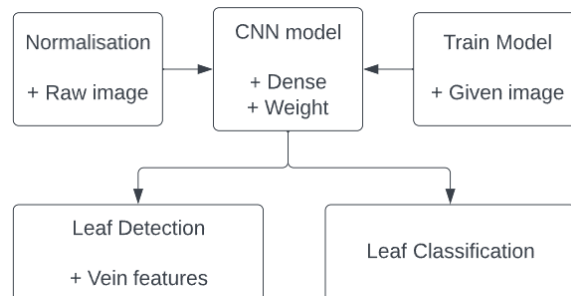 Normalisation
+ Raw image
CNN model
+ Dense
+ Weight
Train Model
+ Given image
Leaf Detection
+ Vein features
Leaf Classification